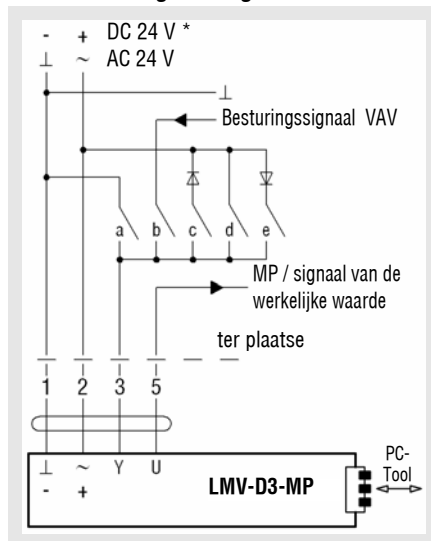 - + DC 24 V *
⊥ ~ AC 24 V
⊥
Besturingssignaal VAV
a b c d e
MP / signaal van de
werkelijke waarde
ter plaatse
1 2 3 5
⊥ ~ Y U
- +
LMV-D3-MP
PC-
Tool